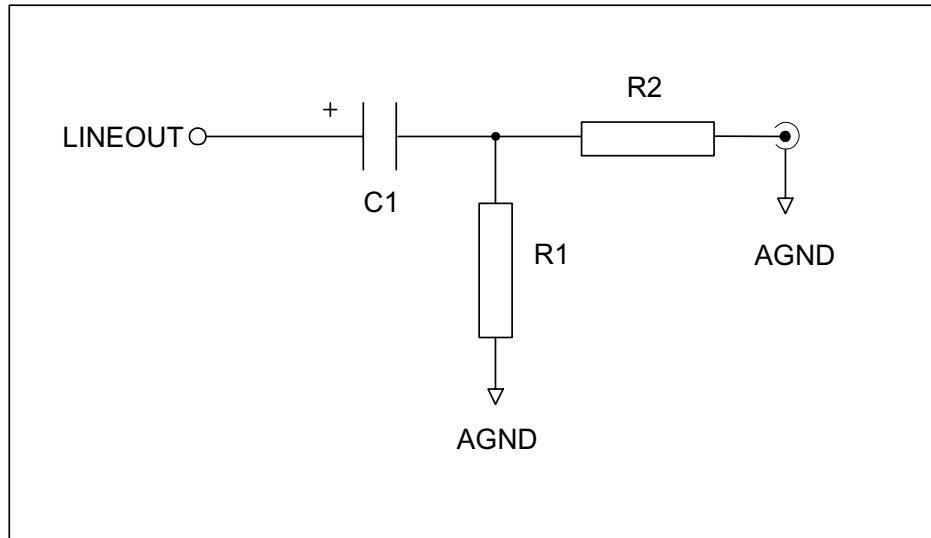 R2
+
LINEOUT
C1
R1
AGND
AGND